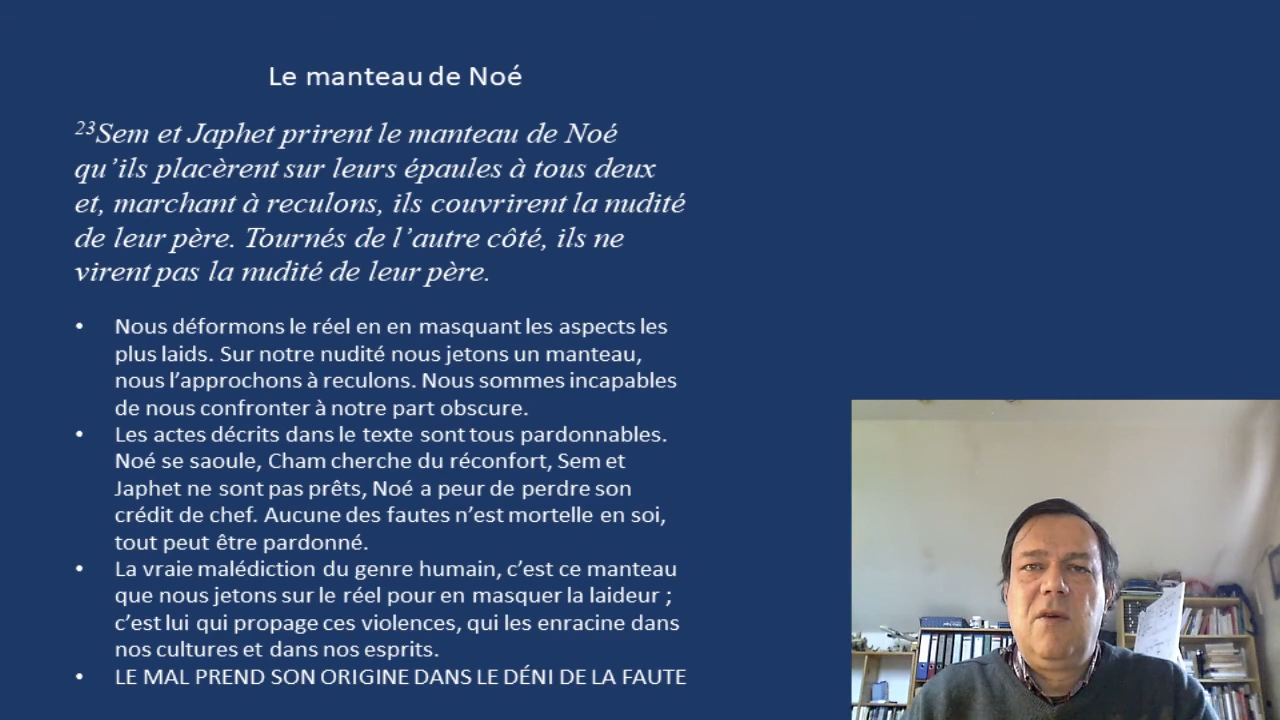 Le manteau de Noé
²³Sem et Japhet prirent le manteau de Noé
qu’ils placèrent sur leurs épaules à tous deux
et, marchant à reculons, ils couvrirent la nudité
de leur père. Tournés de l’autre côté, ils ne
virent pas la nudité de leur père.
• Nous déformons le réel en en masquant les aspects les
plus laids. Sur notre nudité nous jetons un manteau,
nous l’approchons à reculons. Nous sommes incapables
de nous confronter à notre part obscure.
• Les actes décrits dans le texte sont tous pardonnables.
Noé se saoule, Cham cherche du réconfort, Sem et
Japhet ne sont pas prêts, Noé a peur de perdre son
crédit de chef. Aucune des fautes n’est mortelle en soi,
tout peut être pardonné.
• La vraie malédiction du genre humain, c’est ce manteau
que nous jetons sur le réel pour en masquer la laideur ;
c’est lui qui propage ces violences, qui les enracine dans
nos cultures et dans nos esprits.
• LE MAL PREND SON ORIGINE DANS LE DÉNI DE LA FAUTE